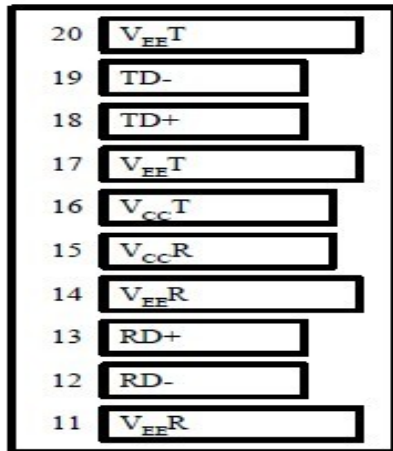 20 VEET
19 TD-
18 TD+
17 VEET
16 VCCT
15 VCCR
14 VEER
13 RD+
12 RD-
11 VEER